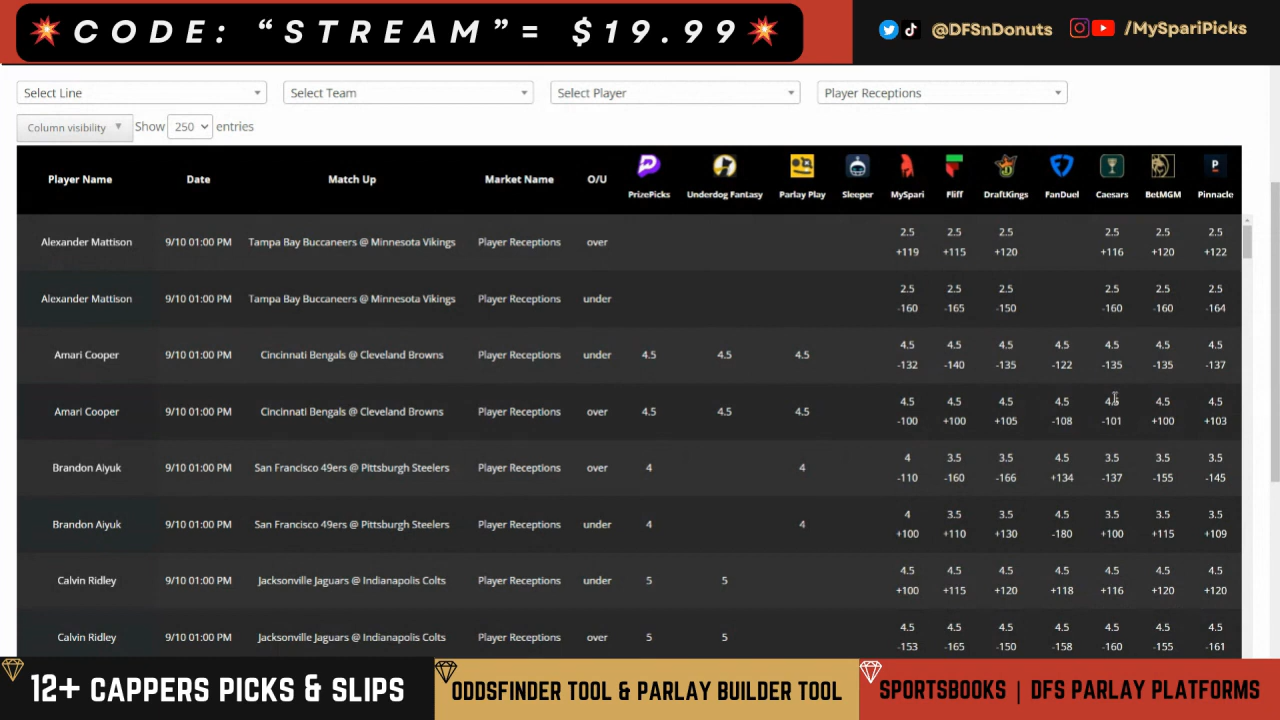 CODE: “STREAM”= $19.99
@DFSnDonuts
/MySpariPicks
Select Line
Select Team
Select Player
Player Receptions
Column visibility
Show 250 entries
Player Name Date Match Up Market Name O/U PrizePicks Underdog Fantasy Parlay Play Sleeper MySpari Fliff DraftKings FanDuel Caesars BetMGM Pinnacle
2.5 2.5 2.5 2.5 2.5 2.5
Alexander Mattison 9/10 01:00 PM Tampa Bay Buccaneers @ Minnesota Vikings Player Receptions over
+119 +115 +120 +116 +120 +122
2.5 2.5 2.5 2.5 2.5 2.5
Alexander Mattison 9/10 01:00 PM Tampa Bay Buccaneers @ Minnesota Vikings Player Receptions under
-160 -165 -150 -160 -160 -164
4.5 4.5 4.5 4.5 4.5 4.5 4.5
Amari Cooper 9/10 01:00 PM Cincinnati Bengals @ Cleveland Browns Player Receptions under 4.5 4.5 4.5
-132 -140 -135 -122 -135 -135 -137
4.5 4.5 4.5 4.5 4.5 4.5 4.5
Amari Cooper 9/10 01:00 PM Cincinnati Bengals @ Cleveland Browns Player Receptions over 4.5 4.5 4.5
-100 +100 +105 -108 -101 +100 +103
4 3.5 3.5 4.5 3.5 3.5 3.5
Brandon Aiyuk 9/10 01:00 PM San Francisco 49ers @ Pittsburgh Steelers Player Receptions over 4 4
-110 -160 -166 +134 -137 -155 -145
4 3.5 3.5 4.5 3.5 3.5 3.5
Brandon Aiyuk 9/10 01:00 PM San Francisco 49ers @ Pittsburgh Steelers Player Receptions under 4 4
+100 +110 +130 -180 +100 +115 +109
4.5 4.5 4.5 4.5 4.5 4.5 4.5
Calvin Ridley 9/10 01:00 PM Jacksonville Jaguars @ Indianapolis Colts Player Receptions under 5 5
+100 +115 +120 +118 +116 +120 +120
4.5 4.5 4.5 4.5 4.5 4.5 4.5
Calvin Ridley 9/10 01:00 PM Jacksonville Jaguars @ Indianapolis Colts Player Receptions over 5 5
-153 -165 -150 -158 -160 -155 -161
12+ CAPPERS PICKS & SLIPS
ODDSFINDER TOOL & PARLAY BUILDER TOOL
SPORTSBOOKS | DFS PARLAY PLATFORMS